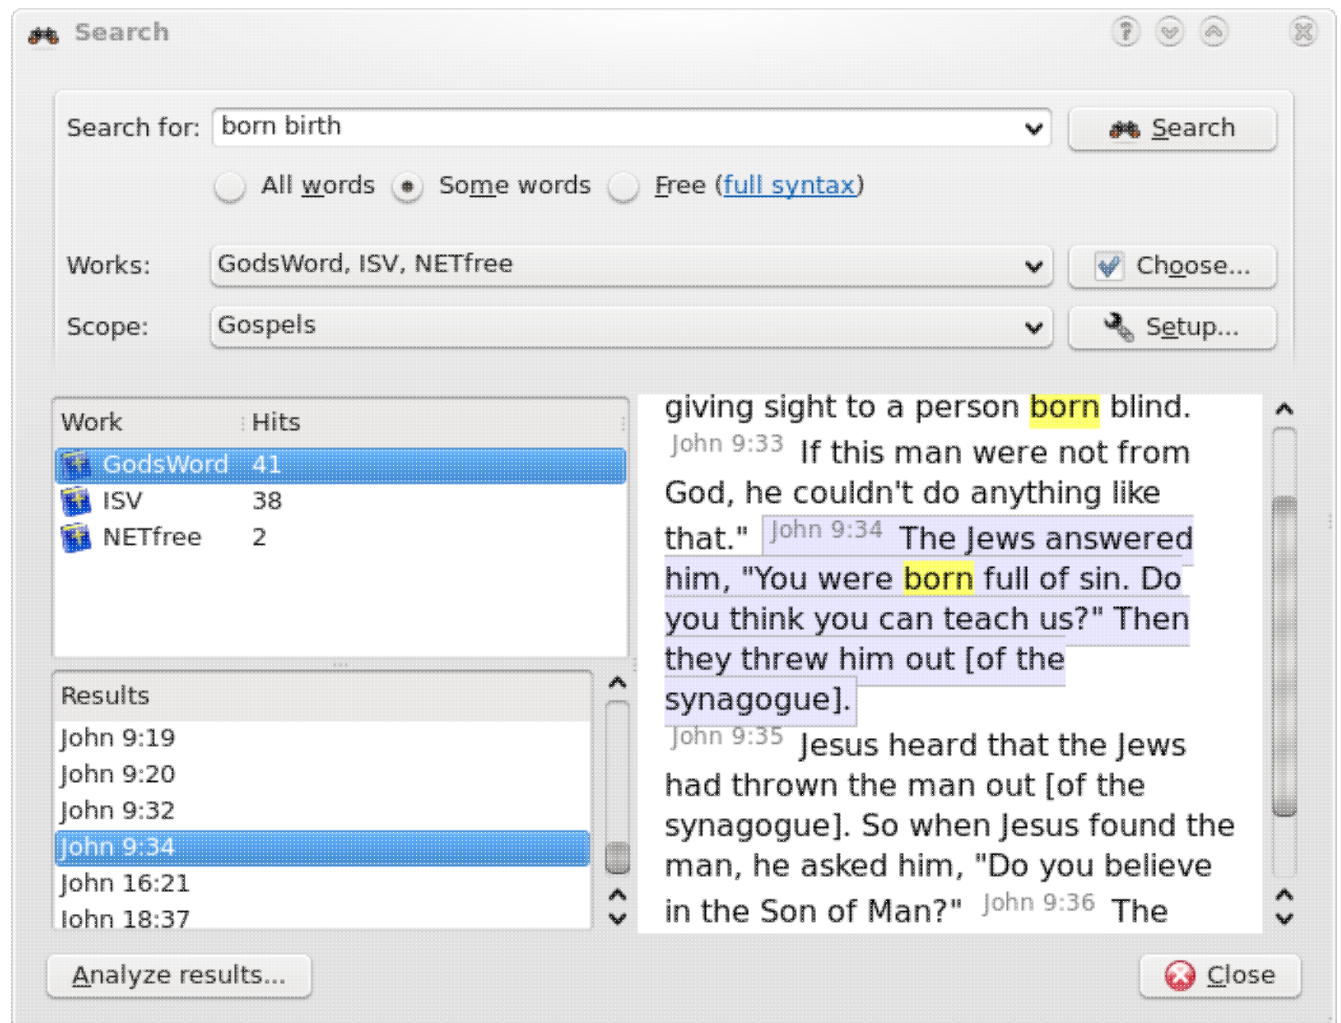 Search
Search for: born birth Search
All words Some words Free (full syntax)
Works: GodsWord, ISV, NETfree Choose...
Scope: Gospels Setup...
Work Hits
GodsWord 41
ISV 38
NETfree 2
Results
John 9:19
John 9:20
John 9:32
John 9:34
John 16:21
John 18:37
giving sight to a person born blind.
John 9:33 If this man were not from
God, he couldn't do anything like
that." John 9:34 The Jews answered
him, "You were born full of sin. Do
you think you can teach us?" Then
they threw him out [of the
synagogue].
John 9:35 Jesus heard that the Jews
had thrown the man out [of the
synagogue]. So when Jesus found the
man, he asked him, "Do you believe
in the Son of Man?" John 9:36 The
Analyze results... Close